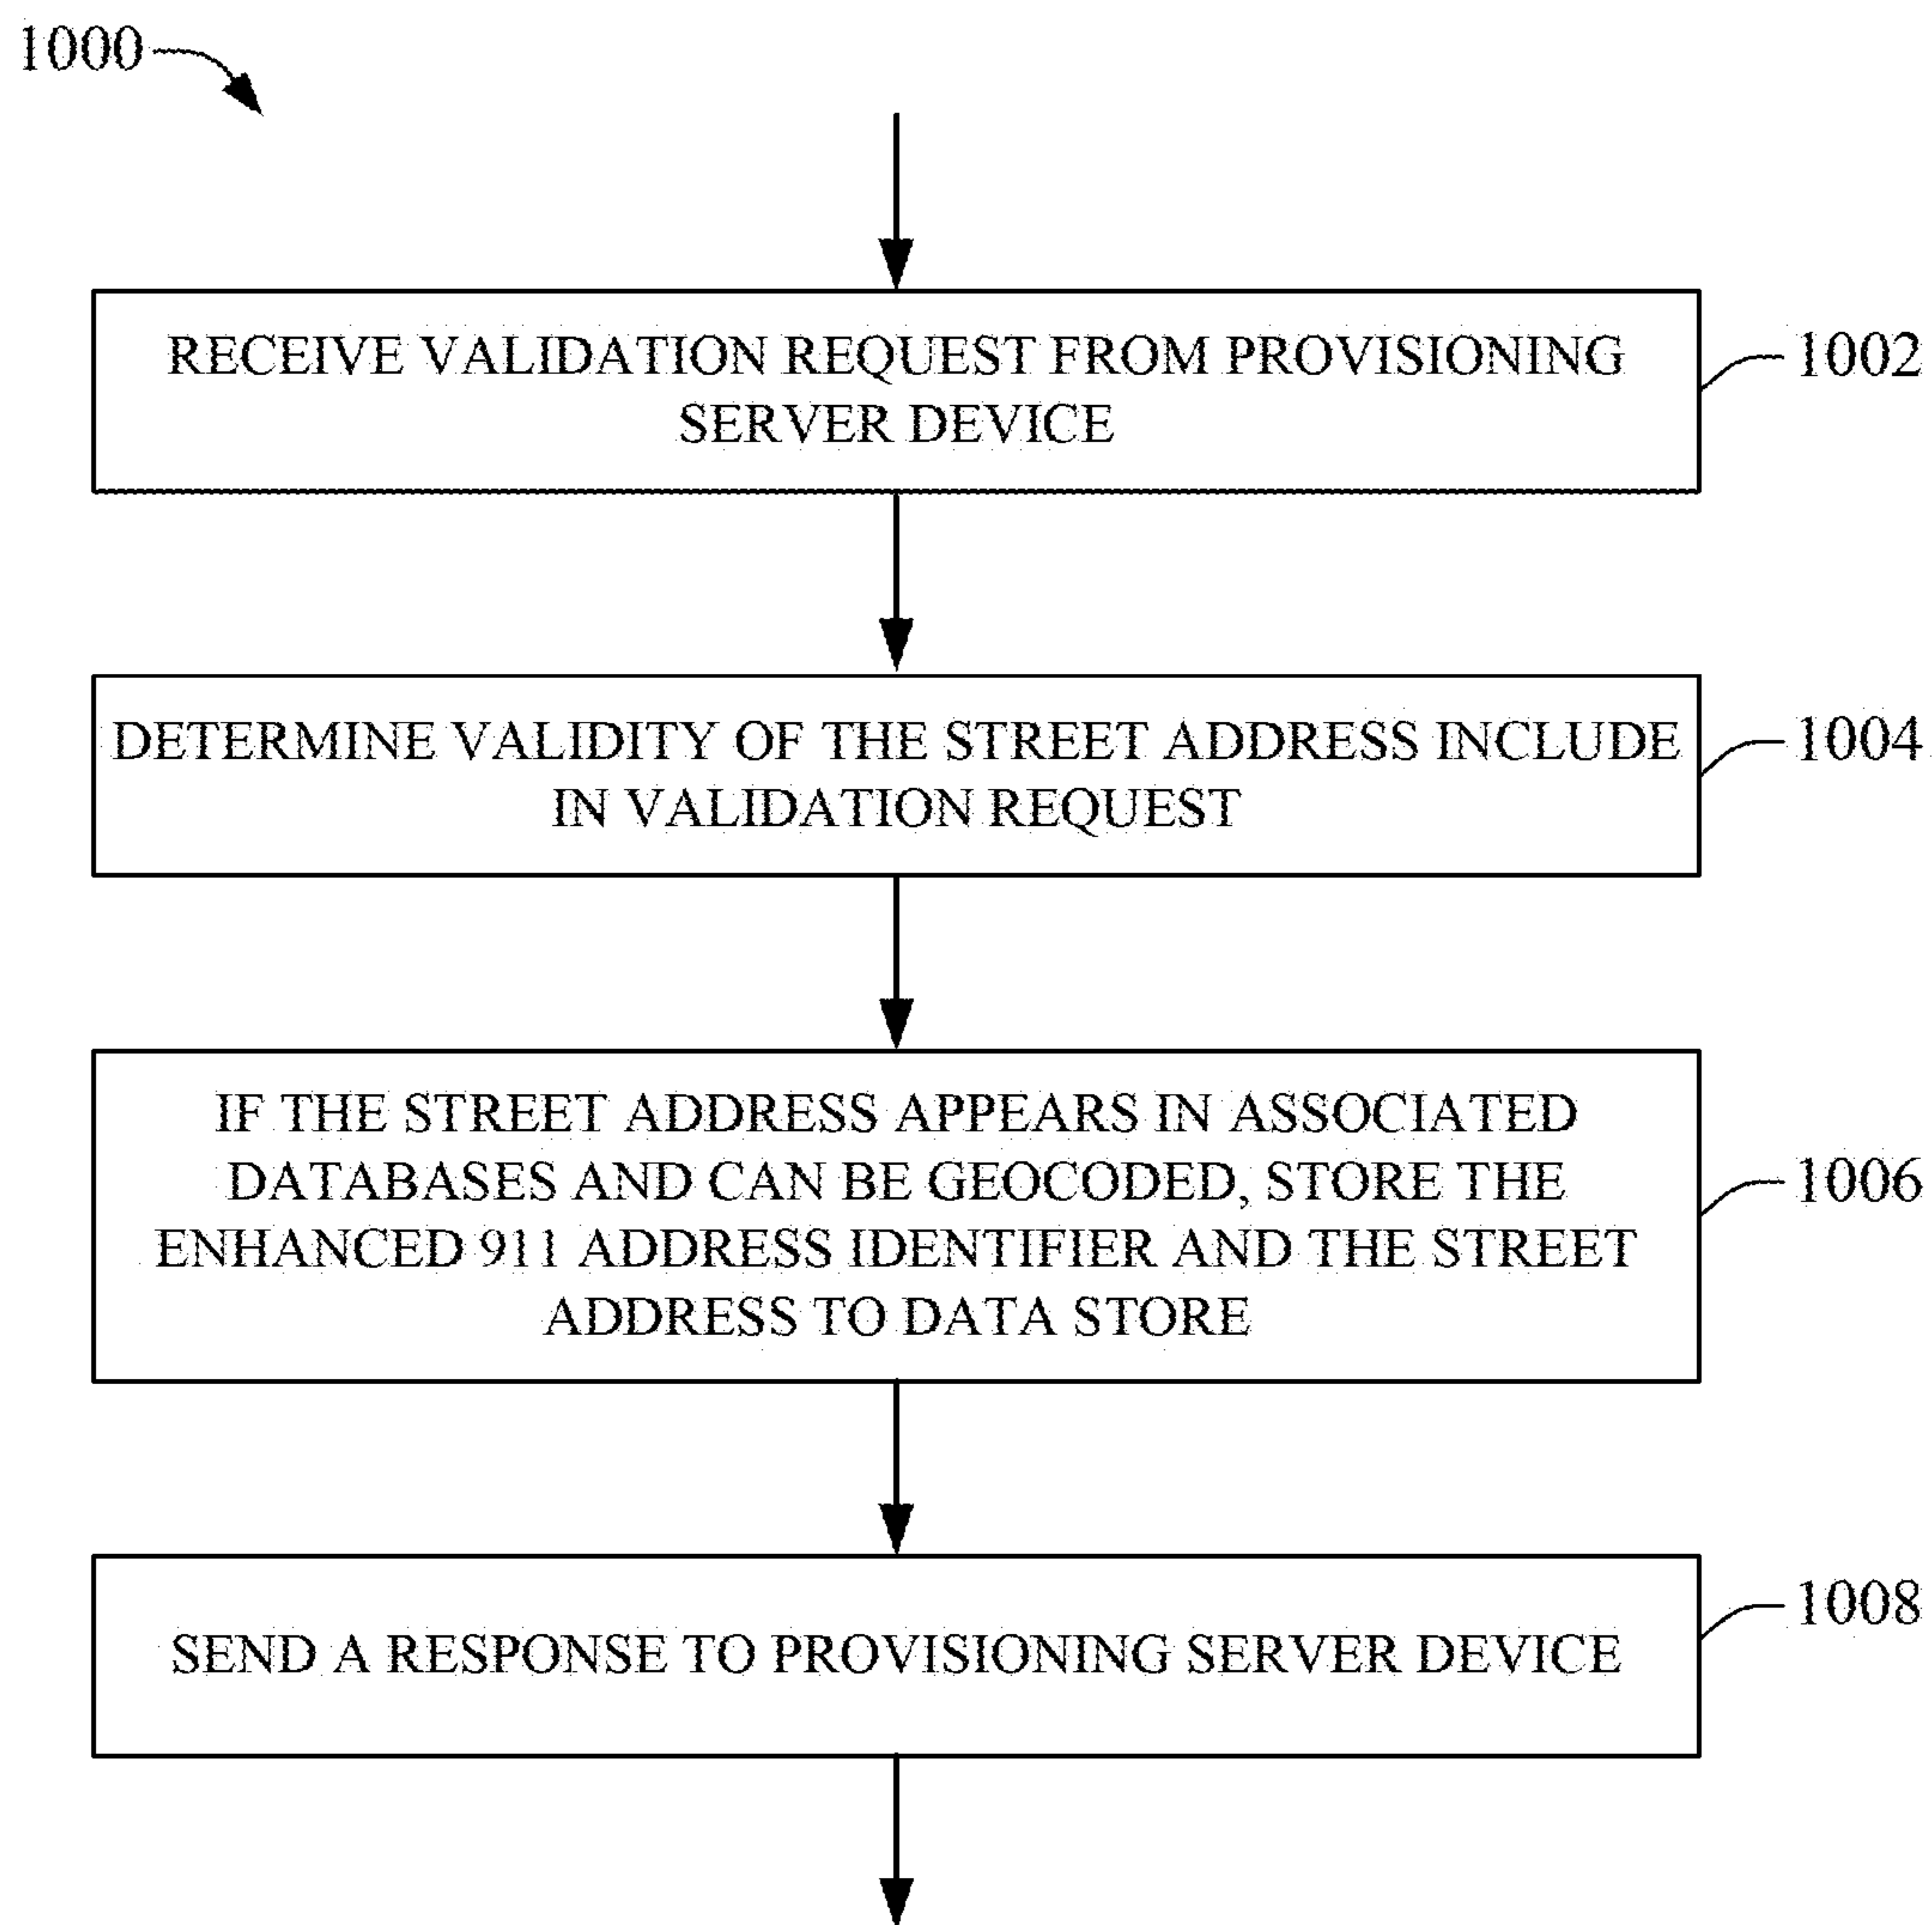 1000
RECEIVE VALIDATION REQUEST FROM PROVISIONING
SERVER DEVICE
1002
DETERMINE VALIDITY OF THE STREET ADDRESS INCLUDE
IN VALIDATION REQUEST
1004
IF THE STREET ADDRESS APPEARS IN ASSOCIATED
DATABASES AND CAN BE GEOCODED, STORE THE
ENHANCED 911 ADDRESS IDENTIFIER AND THE STREET
ADDRESS TO DATA STORE
1006
SEND A RESPONSE TO PROVISIONING SERVER DEVICE
1008